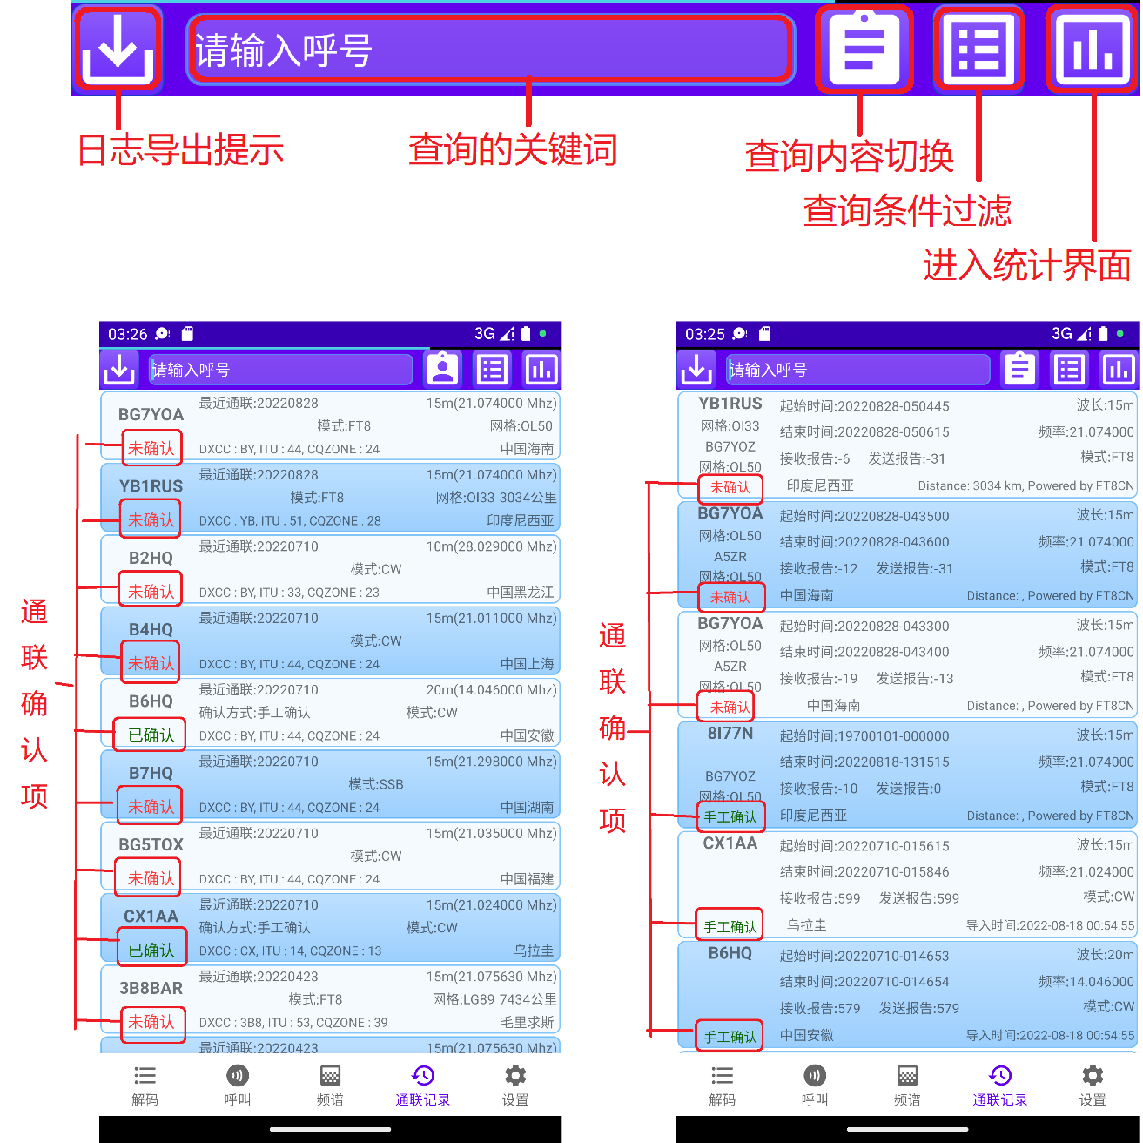 请输入呼号
日志导出提示
查询的关键词
查询内容切换
查询条件过滤
进入统计界面
通联确认项
03:26
3G
请输入呼号
最近通联:20220828
15m(21.074000 Mhz)
BG7YOA
模式:FT8
网格:OL50
未确认
DXCC : BY, ITU : 44, CQZONE : 24
中国海南
最近通联:20220828
15m(21.074000 Mhz)
YB1RUS
模式:FT8
网格:OI33 3034公里
未确认
DXCC : YB, ITU : 51, CQZONE : 28
印度尼西亚
最近通联:20220710
10m(28.029000 Mhz)
B2HQ
模式:CW
未确认
DXCC : BY, ITU : 33, CQZONE : 23
中国黑龙江
最近通联:20220710
15m(21.011000 Mhz)
B4HQ
模式:CW
未确认
DXCC : BY, ITU : 44, CQZONE : 24
中国上海
最近通联:20220710
20m(14.046000 Mhz)
B6HQ
确认方式:手工确认
模式:CW
已确认
DXCC : BY, ITU : 44, CQZONE : 24
中国安徽
最近通联:20220710
15m(21.293000 Mhz)
B7HQ
模式:SSB
未确认
DXCC : BY, ITU : 44, CQZONE : 24
中国湖南
最近通联:20220710
15m(21.035000 Mhz)
BG5TOX
模式:CW
未确认
DXCC : BY, ITU : 44, CQZONE : 24
中国福建
最近通联:20220710
15m(21.024000 Mhz)
CX1AA
确认方式:手工确认
模式:CW
已确认
DXCC : CX, ITU : 14, CQZONE : 13
乌拉圭
最近通联:20220423
15m(21.075630 Mhz)
3B8BAR
模式:FT8
网格:LG89 7434公里
未确认
DXCC : 3B8, ITU : 53, CQZONE : 39
毛里求斯
最近通联:20220423
15m(21.075630 Mhz)
解码
呼叫
频谱
通联记录
设置
通联确认项
03:25
3G
请输入呼号
YB1RUS
起始时间:20220828-050445
波长:15m
网格:OI33
结束时间:20220828-050615
频率:21.074000
BG7YOZ
接收报告:-6
发送报告:-31
模式:FT8
网格:OL50
未确认
印度尼西亚
Distance: 3034 km, Powered by FT8CN
BG7YOA
起始时间:20220828-043500
波长:15m
网格:OL50
结束时间:20220828-043600
频率:21.074000
A5ZR
接收报告:-12
发送报告:-31
模式:FT8
网格:OL50
未确认
中国海南
Distance: , Powered by FT8CN
BG7YOA
起始时间:20220828-043300
波长:15m
网格:OL50
结束时间:20220828-043400
频率:21.074000
A5ZR
接收报告:-19
发送报告:-13
模式:FT8
网格:OL50
未确认
中国海南
Distance: , Powered by FT8CN
8I77N
起始时间:19700101-000000
波长:15m
结束时间:20220818-131515
频率:21.074000
BG7YOZ
接收报告:-10
发送报告:0
模式:FT8
网格:OL50
手工确认
印度尼西亚
Distance: , Powered by FT8CN
CX1AA
起始时间:20220710-015615
波长:15m
结束时间:20220710-015846
频率:21.024000
接收报告:599
发送报告:599
模式:CW
手工确认
乌拉圭
导入时间:2022-08-18 00:54:55
B6HQ
起始时间:20220710-014653
波长:20m
结束时间:20220710-014654
频率:14.046000
接收报告:579
发送报告:579
模式:CW
手工确认
中国安徽
导入时间:2022-08-18 00:54:55
解码
呼叫
频谱
通联记录
设置